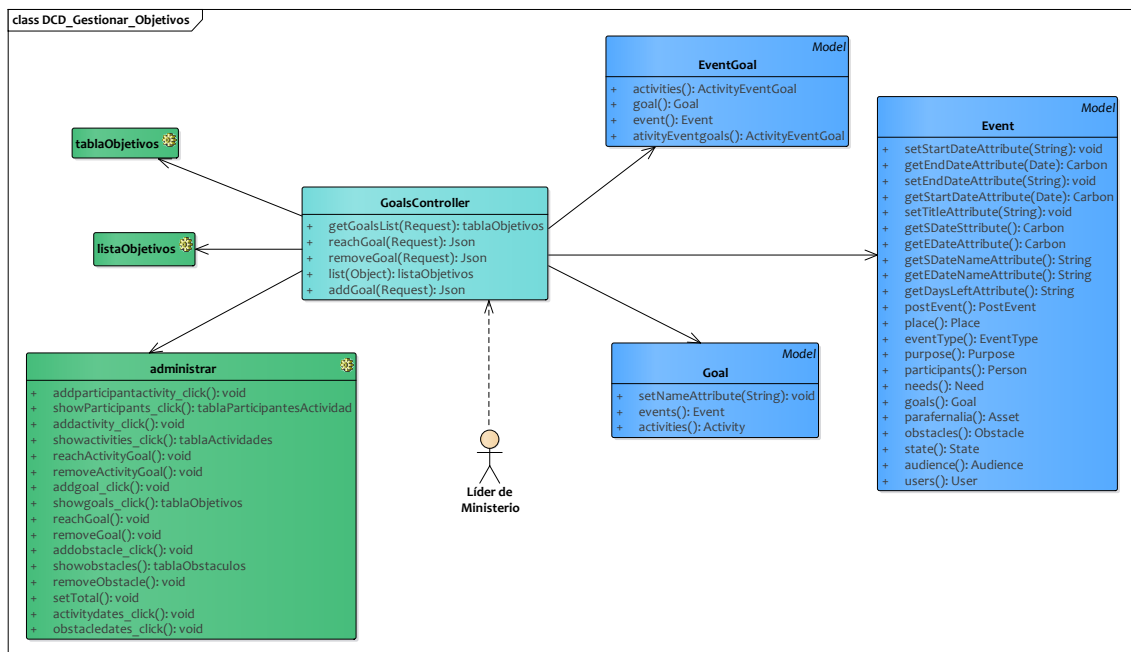 class DCD_Gestionar_Objetivos
Model
EventGoal
+ activities(): ActivityEventGoal
+ goal(): Goal
+ event(): Event
+ ativityEventgoals(): ActivityEventGoal
Model
Event
+ setStartDateAttribute(String): void
+ getEndDateAttribute(Date): Carbon
+ setEndDateAttribute(String): void
+ getStartDateAttribute(Date): Carbon
+ setTitleAttribute(String): void
+ getSDateSttribute(): Carbon
+ getEDateAttribute(): Carbon
+ getSDateNameAttribute(): String
+ getEDateNameAttribute(): String
+ getDaysLeftAttribute(): String
+ postEvent(): PostEvent
+ place(): Place
+ eventType(): EventType
+ purpose(): Purpose
+ participants(): Person
+ needs(): Need
+ goals(): Goal
+ parafernalia(): Asset
+ obstacles(): Obstacle
+ state(): State
+ audience(): Audience
+ users(): User
tablaObjetivos
listaObjetivos
GoalsController
+ getGoalsList(Request): tablaObjetivos
+ reachGoal(Request): Json
+ removeGoal(Request): Json
+ list(Object): listaObjetivos
+ addGoal(Request): Json
Model
Goal
+ setNameAttribute(String): void
+ events(): Event
+ activities(): Activity
administrar
+ addparticipantactivity_click(): void
+ showParticipants_click(): tablaParticipantesActividad
+ addactivity_click(): void
+ showactivities_click(): tablaActividades
+ reachActivityGoal(): void
+ removeActivityGoal(): void
+ addgoal_click(): void
+ showgoals_click(): tablaObjetivos
+ reachGoal(): void
+ removeGoal(): void
+ addobstacle_click(): void
+ showobstacles(): tablaObstaculos
+ removeObstacle(): void
+ setTotal(): void
+ activitydates_click(): void
+ obstacledates_click(): void
Líder de
Ministerio